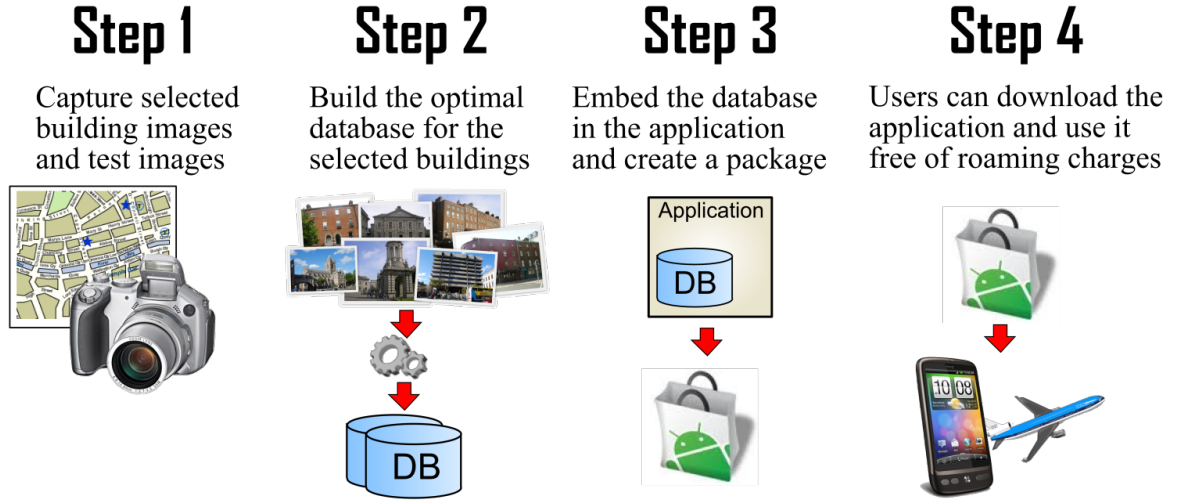 Step 1
Capture selected
building images
and test images
Step 2
Build the optimal
database for the
selected buildings
DB
Step 3
Embed the database
in the application
and create a package
Application
DB
Step 4
Users can download the
application and use it
free of roaming charges
10 08